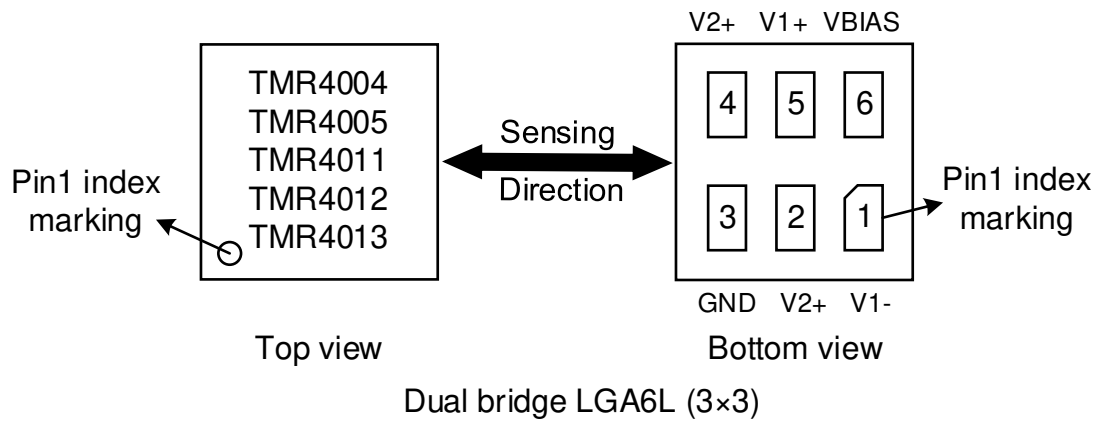 V2+ V1+ VBIAS
TMR4004
TMR4005
TMR4011
TMR4012
TMR4013
Pin1 index
marking
Sensing
Direction
4 5 6
3 2 1
Pin1 index
marking
GND V2+ V1-
Top view
Bottom view
Dual bridge LGA6L (3×3)